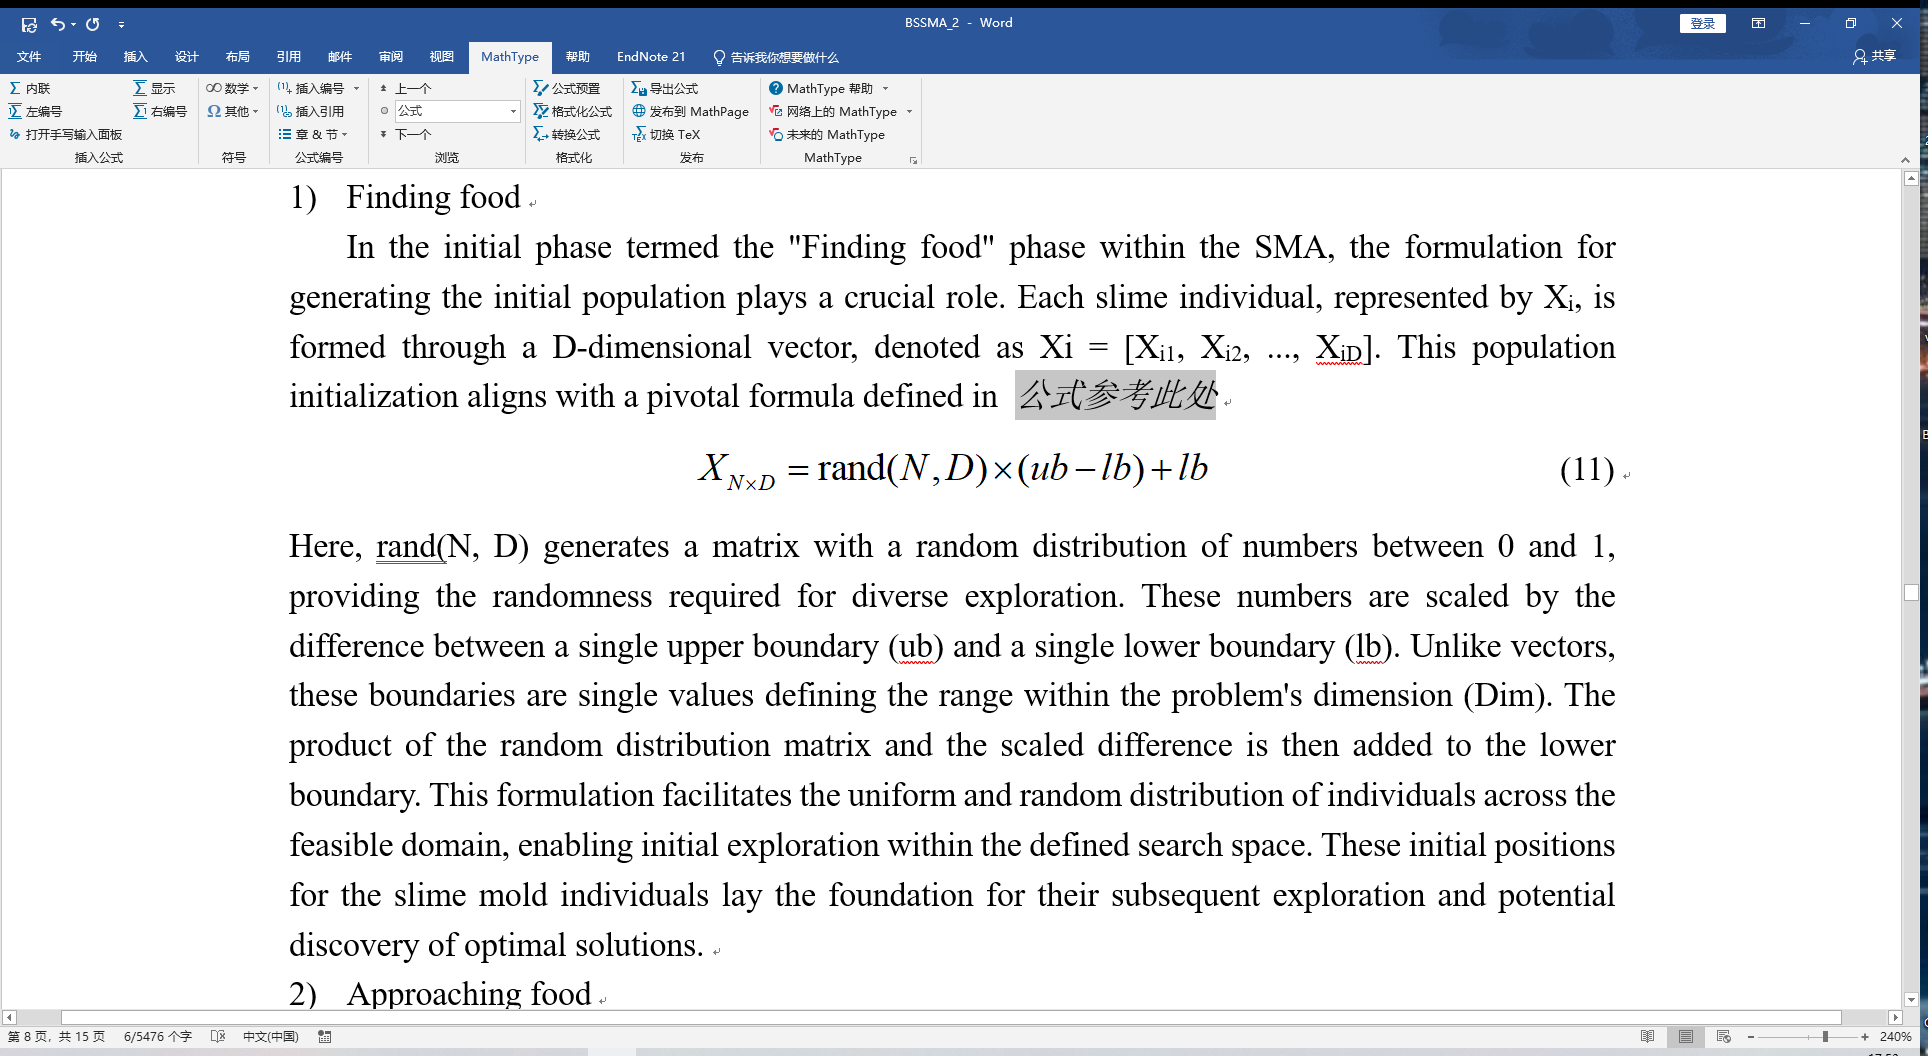 BSSMA_2 - Word
登录
文件 开始 插入 设计 布局 引用 邮件 审阅 视图 MathType 帮助 EndNote 21 告诉我你想要做什么 共享
内联 显示 数学 插入编号 上一个 公式预置 导出公式 MathType 帮助
左编号 右编号 其他 插入引用 公式 格式化公式 发布到 MathPage 网络上的 MathType
打开手写输入面板 章 & 节 下一个 转换公式 切换 TeX 未来的 MathType
插入公式 符号 公式编号 浏览 格式化 发布 MathType
1) Finding food
In the initial phase termed the "Finding food" phase within the SMA, the formulation for
generating the initial population plays a crucial role. Each slime individual, represented by Xi, is
formed through a D-dimensional vector, denoted as Xi = [Xi1, Xi2, ..., XiD]. This population
initialization aligns with a pivotal formula defined in 公式参考此处
X_{N×D} = rand(N, D)×(ub−lb)+lb (11)
Here, rand(N, D) generates a matrix with a random distribution of numbers between 0 and 1,
providing the randomness required for diverse exploration. These numbers are scaled by the
difference between a single upper boundary (ub) and a single lower boundary (lb). Unlike vectors,
these boundaries are single values defining the range within the problem's dimension (Dim). The
product of the random distribution matrix and the scaled difference is then added to the lower
boundary. This formulation facilitates the uniform and random distribution of individuals across the
feasible domain, enabling initial exploration within the defined search space. These initial positions
for the slime mold individuals lay the foundation for their subsequent exploration and potential
discovery of optimal solutions.
2) Approaching food
第 8 页，共 15 页 6/5476 个字 中文(中国) 240%